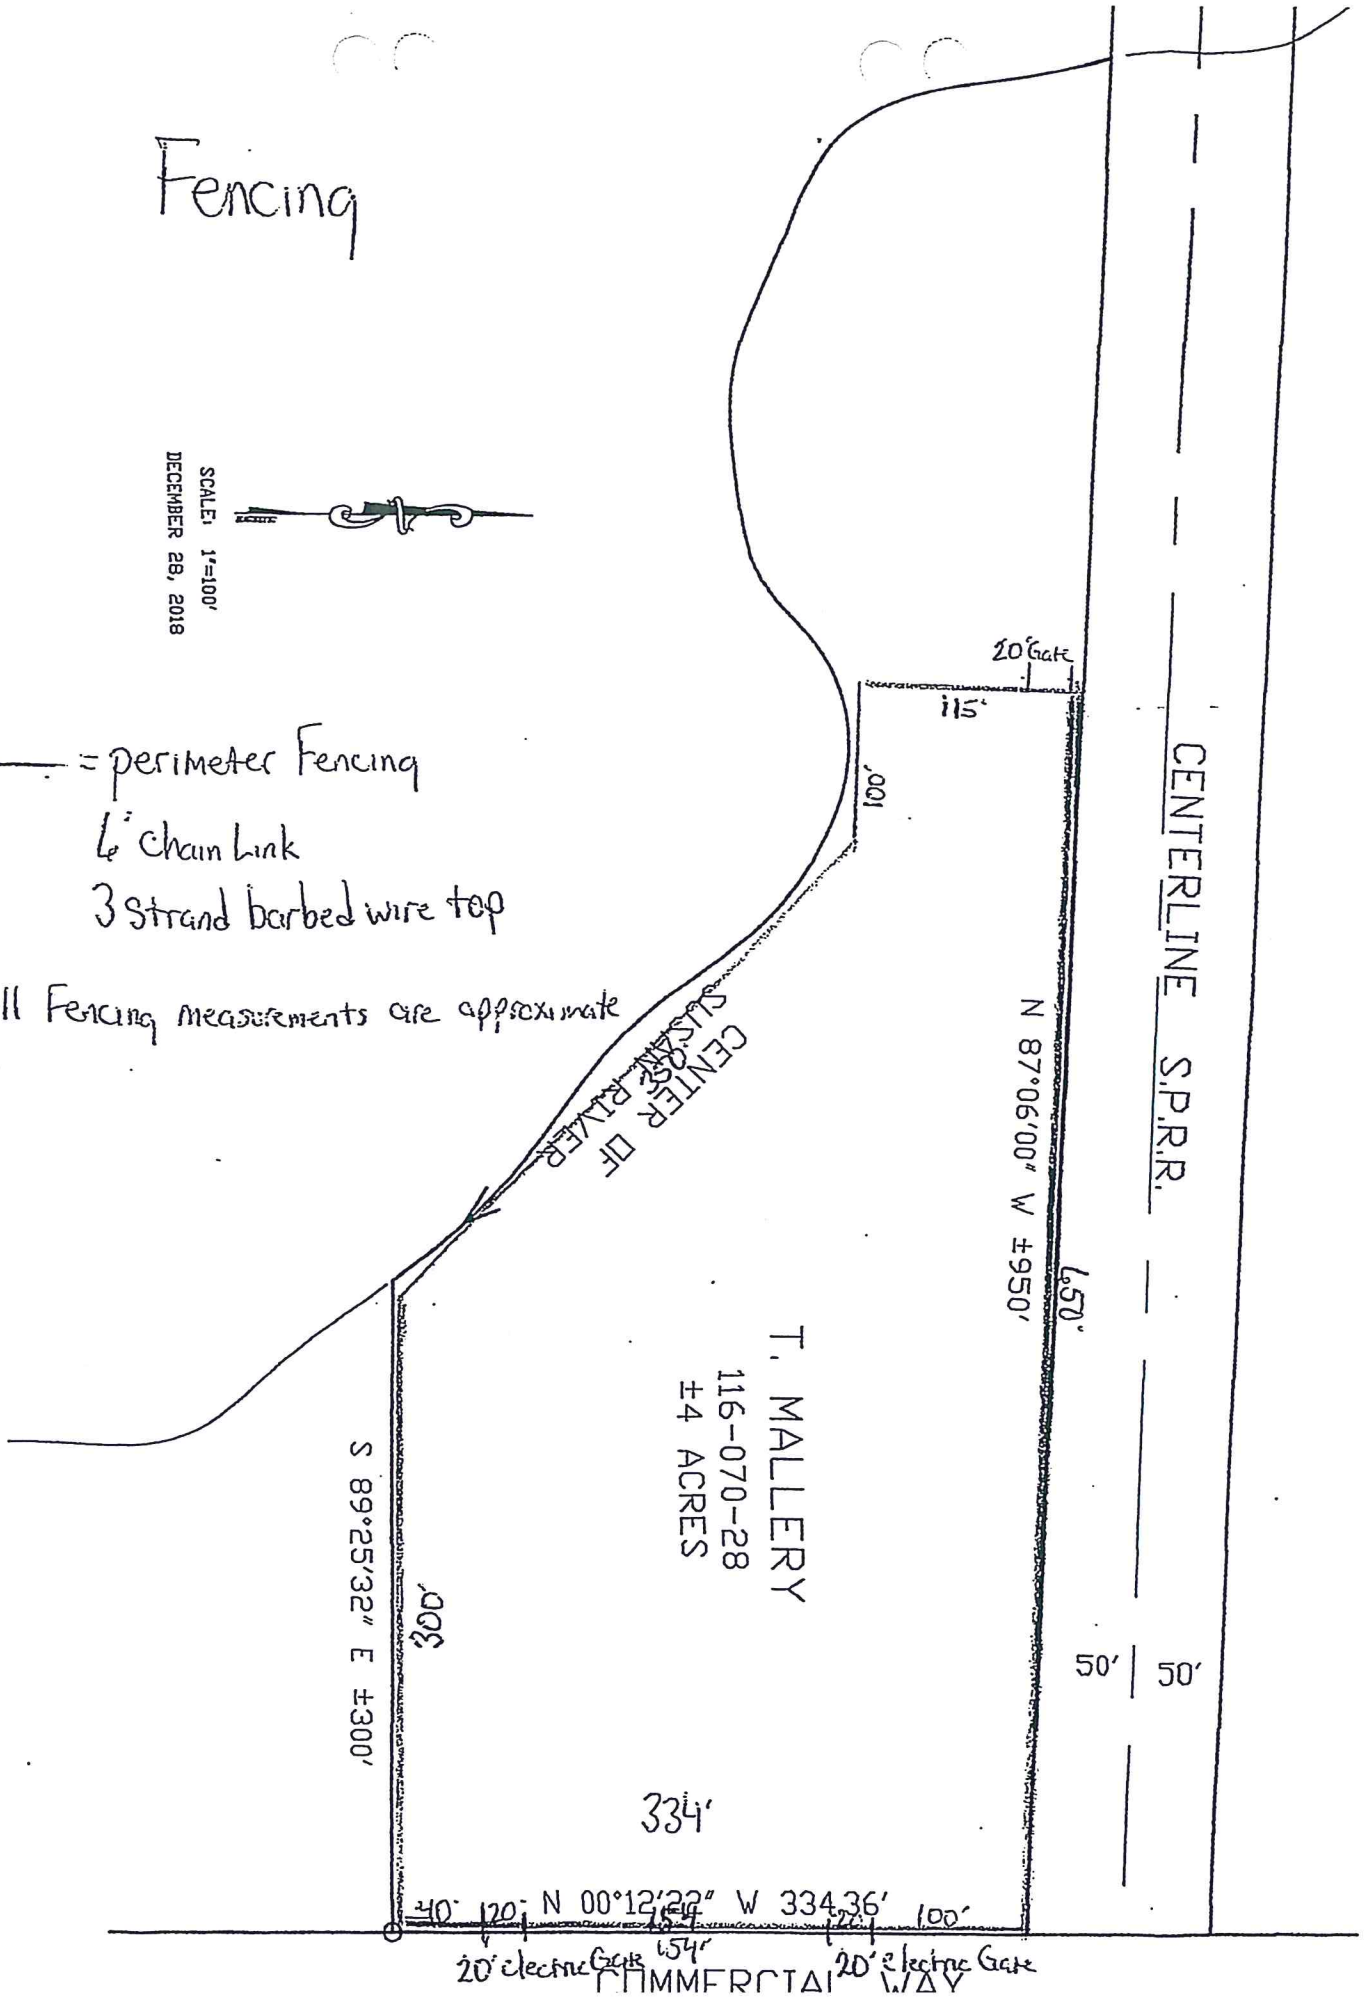 Fencing
SCALE: 1"=100'
DECEMBER 28, 2018
= perimeter Fencing
6' Chain Link
3 Strand barbed wire top
ll Fencing measurements are approximate
20' Gate
115'
100'
CENTERLINE S.P.R.R.
N 87°06'00" W ±950'
650'
CENTER OF
SUSAN RIVER
350'
T. MALLERY
116-070-28
±4 ACRES
S 89°25'32" E ±300'
300'
50' 50'
334'
N 00°12'22" W 334.36'
40' 20' 154' 20' 100'
20' electric Gate 154' 20' electric Gate
COMMERCIAL WAY